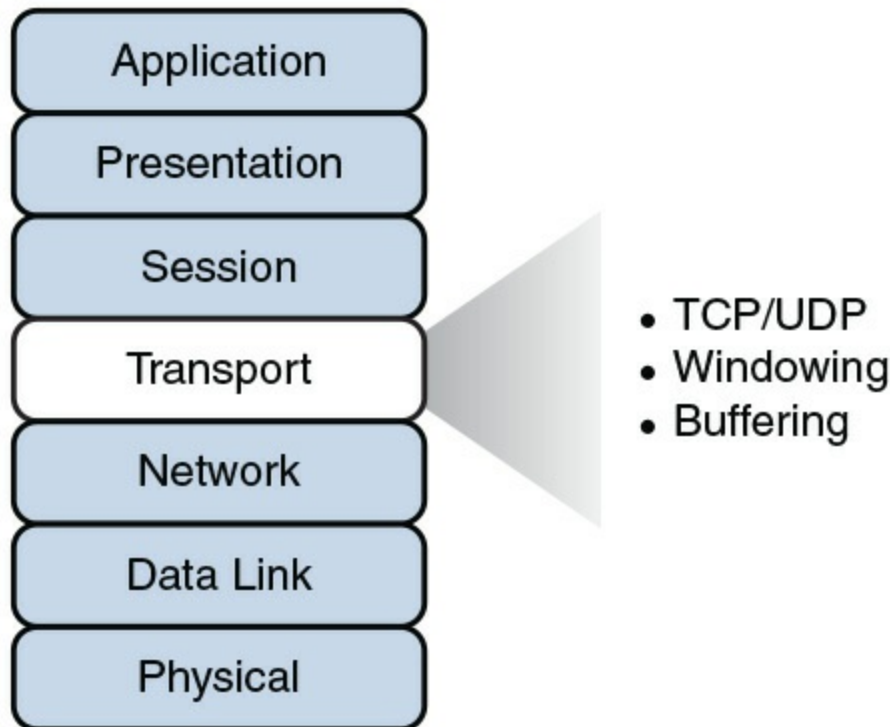 Application
Presentation
Session
Transport
Network
Data Link
Physical
• TCP/UDP
• Windowing
• Buffering